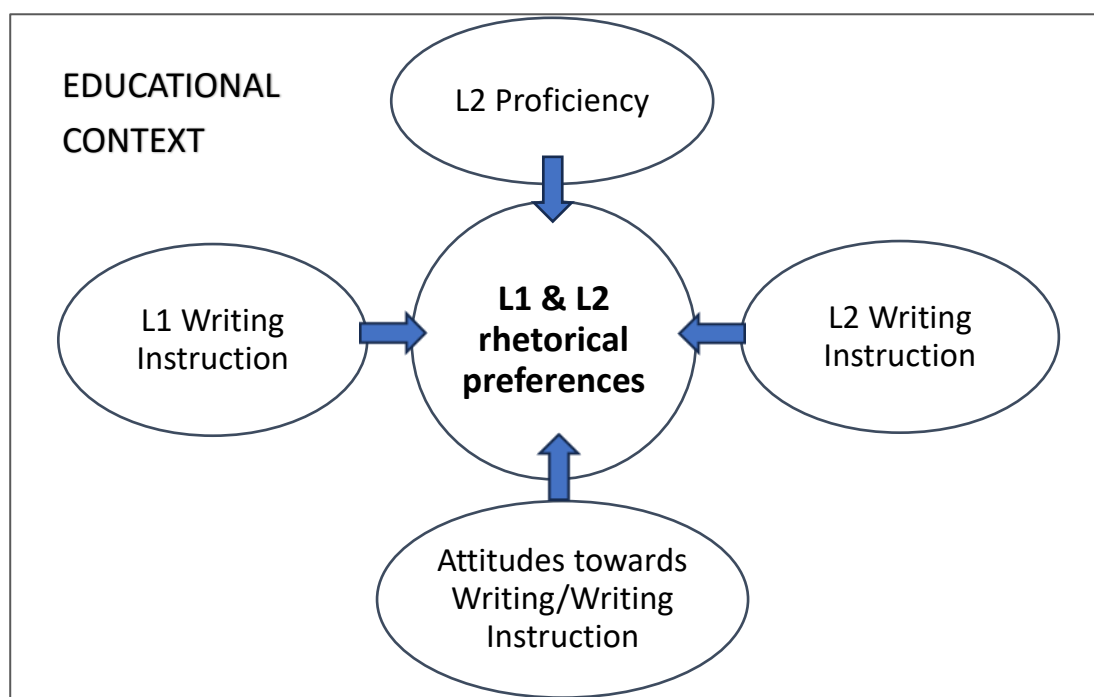 EDUCATIONAL
CONTEXT
L2 Proficiency
L1 Writing
Instruction
L1 & L2
rhetorical
preferences
L2 Writing
Instruction
Attitudes towards
Writing/Writing
Instruction